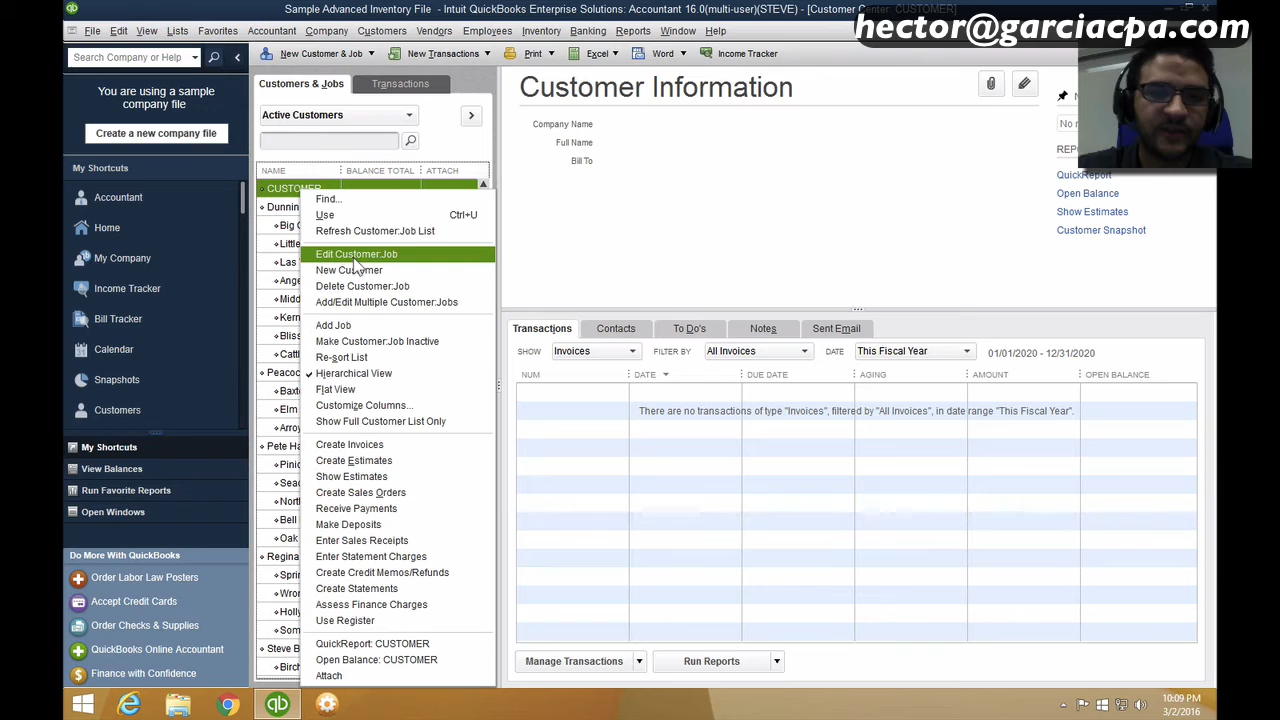 Sample Advanced Inventory File - Intuit QuickBooks Enterprise Solutions: Accountant 16.0(multi-user)(STEVE) - [Customer Center: CUSTOMER]
hector@garciacpa.com
File Edit View Lists Favorites Accountant Company Customers Vendors Employees Inventory Banking Reports Window Help
Search Company or Help
New Customer & Job New Transactions Print Excel Word Income Tracker
You are using a sample
company file
Create a new company file
My Shortcuts
Accountant
Home
My Company
Income Tracker
Bill Tracker
Calendar
Snapshots
Customers
My Shortcuts
View Balances
Run Favorite Reports
Open Windows
Do More With QuickBooks
Order Labor Law Posters
Accept Credit Cards
Order Checks & Supplies
QuickBooks Online Accountant
Finance with Confidence
Customers & Jobs Transactions
Active Customers
NAME BALANCE TOTAL ATTACH
CUSTOMER
Dunnin
Big C
Little
Las
Ange
Midd
Kern
Bliss
Cattl
Peacoc
Baxt
Elm
Arroy
Pete Ha
Pinic
Seac
North
Bell
Oak
Regina
Sprin
Wron
Holly
Som
Steve B
Birch
Find...
Use Ctrl+U
Refresh Customer:Job List
Edit Customer:Job
New Customer
Delete Customer:Job
Add/Edit Multiple Customer:Jobs
Add Job
Make Customer:Job Inactive
Re-sort List
Hierarchical View
Flat View
Customize Columns...
Show Full Customer List Only
Create Invoices
Create Estimates
Show Estimates
Create Sales Orders
Receive Payments
Make Deposits
Enter Sales Receipts
Enter Statement Charges
Create Credit Memos/Refunds
Create Statements
Assess Finance Charges
Use Register
QuickReport: CUSTOMER
Open Balance: CUSTOMER
Attach
Customer Information
Company Name
Full Name
Bill To
N
No n
REPO
QuickReport
Open Balance
Show Estimates
Customer Snapshot
Transactions Contacts To Do's Notes Sent Email
SHOW Invoices FILTER BY All Invoices DATE This Fiscal Year 01/01/2020 - 12/31/2020
NUM DATE DUE DATE AGING AMOUNT OPEN BALANCE
There are no transactions of type "Invoices", filtered by "All Invoices", in date range "This Fiscal Year".
Manage Transactions Run Reports
10:09 PM
3/2/2016